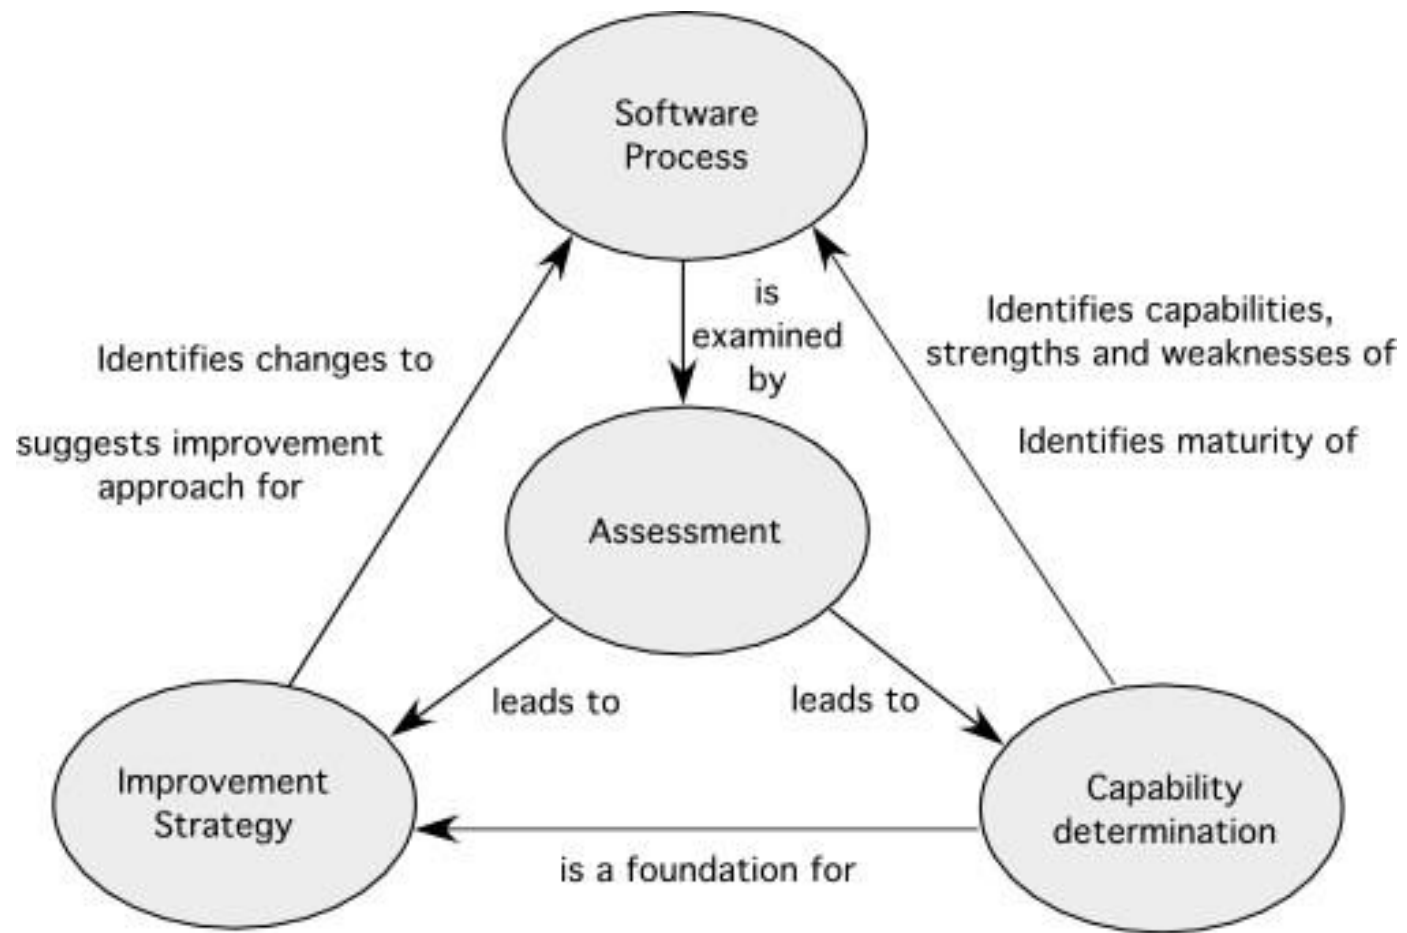 Software
Process
is
examined
by
Identifies capabilities,
strengths and weaknesses of
Identifies changes to
Identifies maturity of
suggests improvement
approach for
Assessment
leads to
leads to
Improvement
Strategy
Capability
determination
is a foundation for